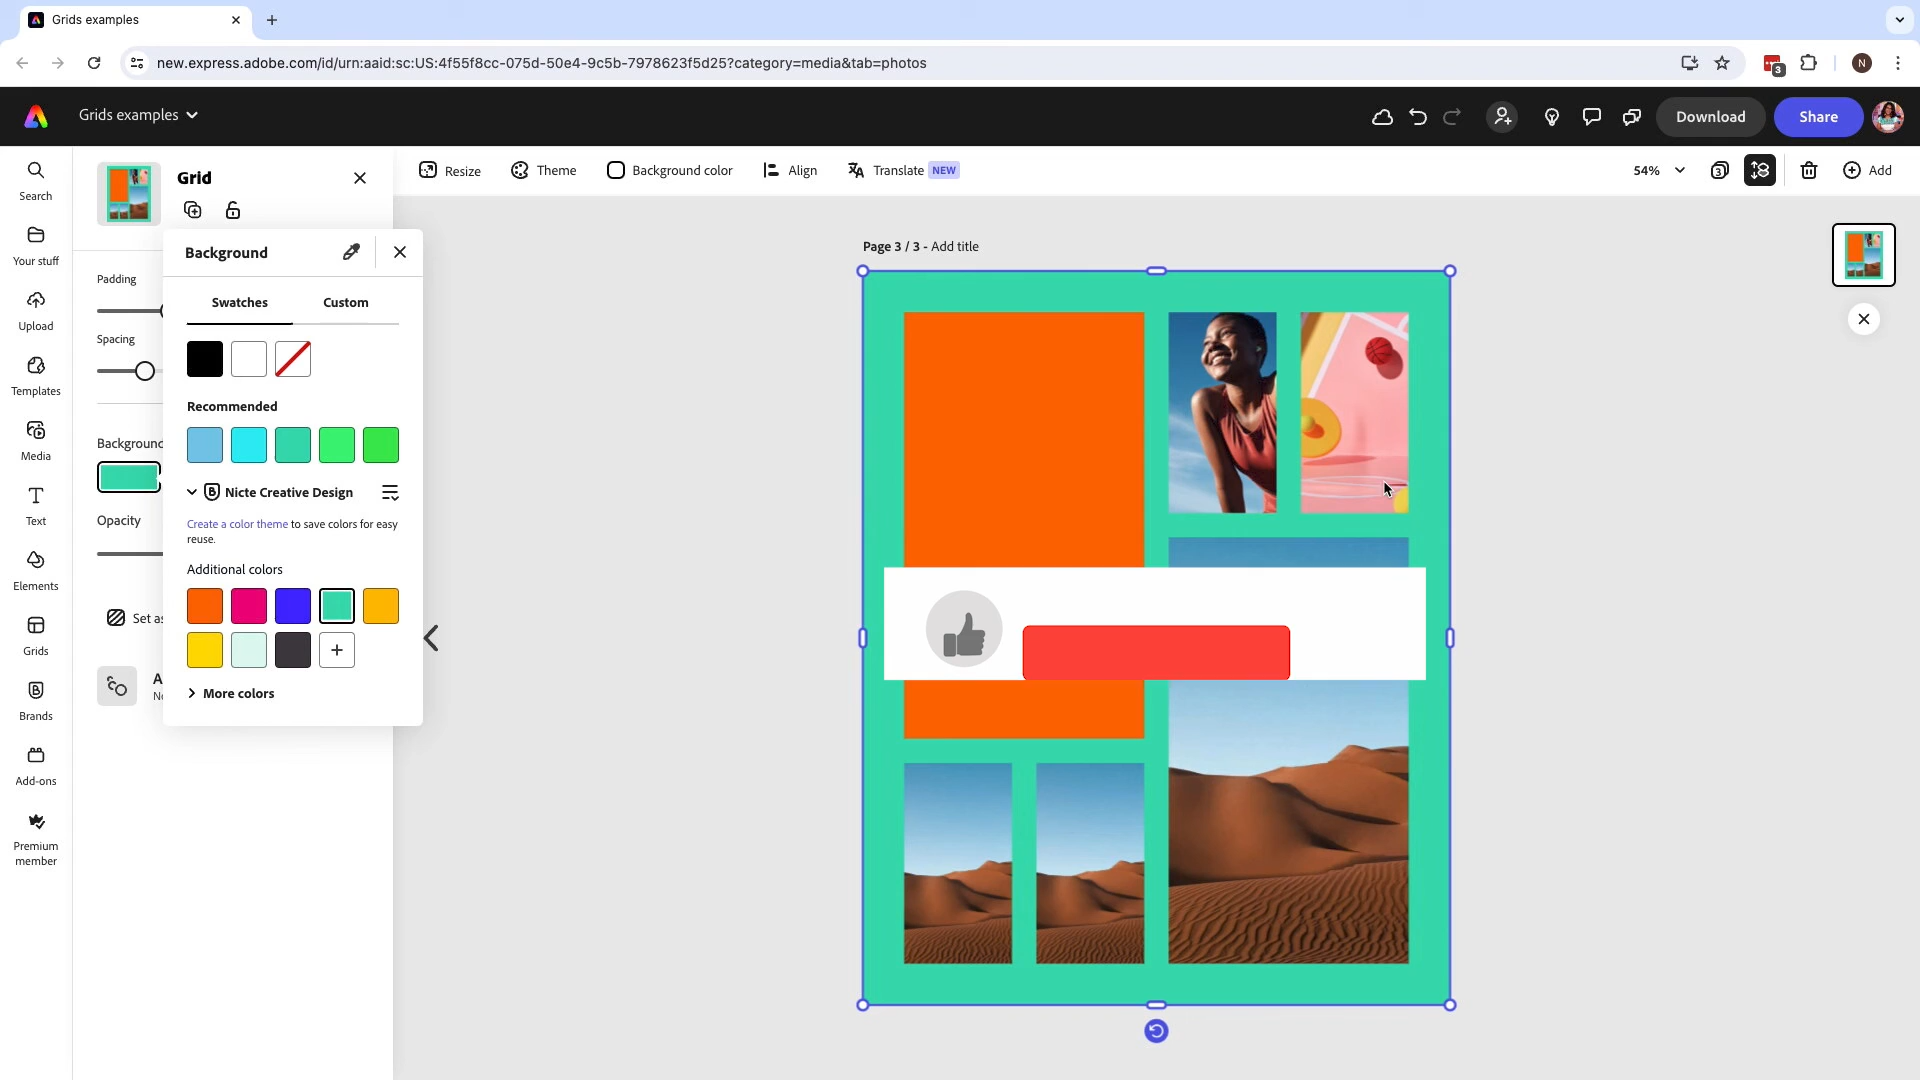 Grids examples
new.express.adobe.com/id/urn:aaid:sc:US:4f55f8cc-075d-50e4-9c5b-7978623f5d25?category=media&tab=photos
3
N
Grids examples
Download
Share
Search
Your stuff
Upload
Templates
Media
Text
Elements
Grids
Brands
Add-ons
Premium
member
Grid
Padding
Spacing
Background
Opacity
Set as
A
Background
Swatches
Custom
Recommended
B
Nicte Creative Design
Create a color theme to save colors for easy
reuse.
Additional colors
More colors
Resize
Theme
Background color
Align
Translate
NEW
54%
3
Add
Page 3 / 3 - Add title